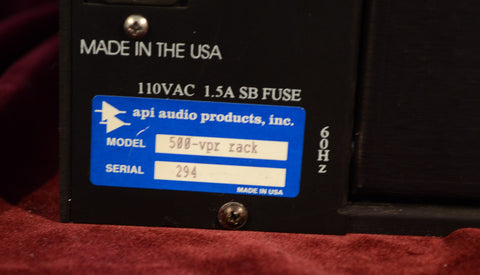 MADE IN THE USA
110VAC 1.5A SB FUSE
api audio products, inc.
MODEL 500-vpr rack
SERIAL 294
MADE IN USA
60Hz